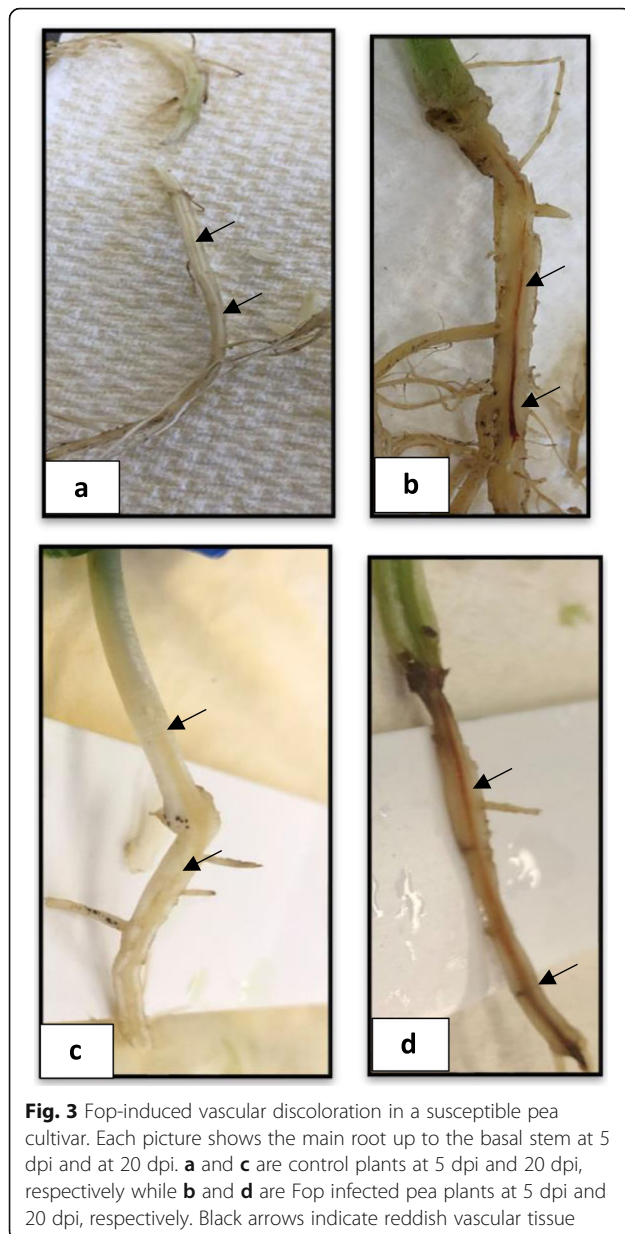 a
b
c
d
Fig. 3 Fop-induced vascular discoloration in a susceptible pea
cultivar. Each picture shows the main root up to the basal stem at 5
dpi and at 20 dpi. a and c are control plants at 5 dpi and 20 dpi,
respectively while b and d are Fop infected pea plants at 5 dpi and
20 dpi, respectively. Black arrows indicate reddish vascular tissue